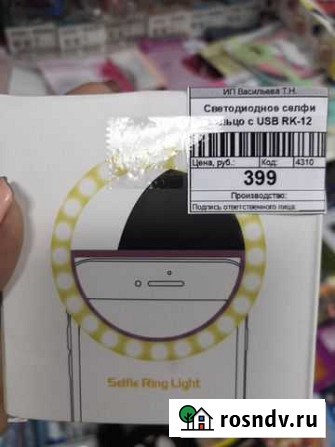 ИП Васильева Т.Н.
Светодиодное селфи
кольцо с USB RK-12
Цена, руб.: Код: 4310
399
Производство:
Подпись ответственного лица:
Selfie Ring Light
rosndv.ru